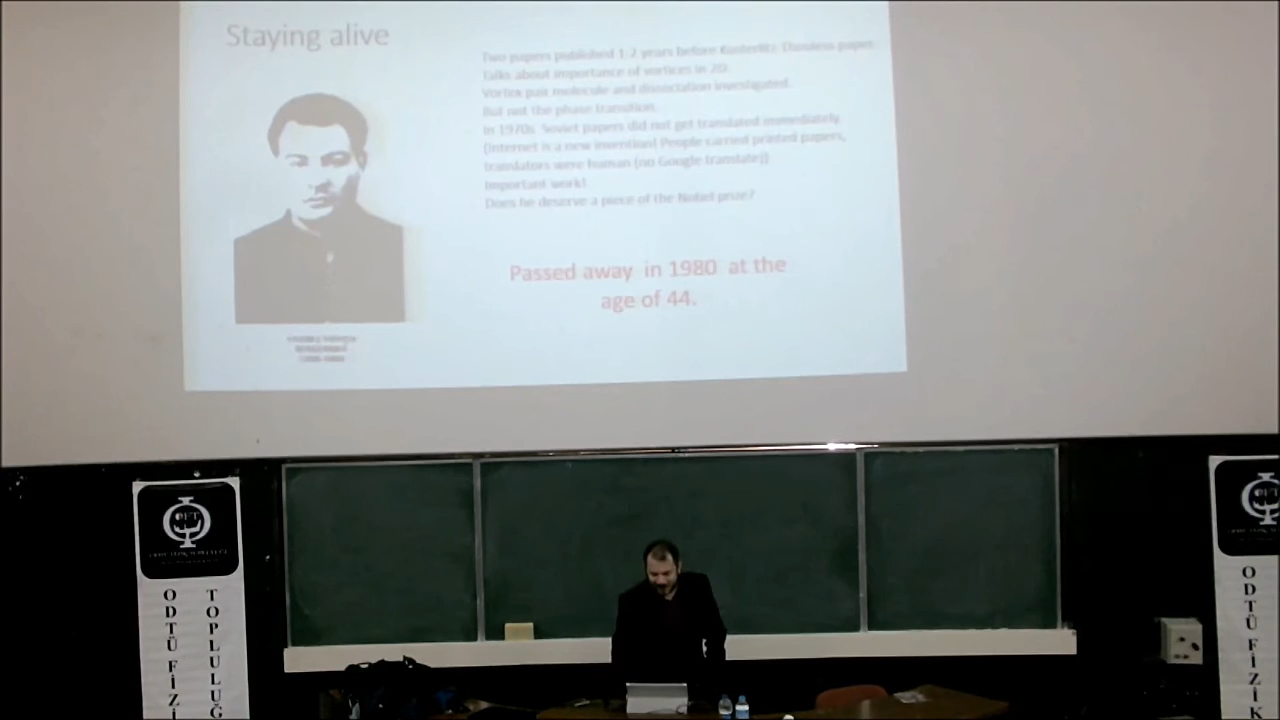 Staying alive
Two papers published 1-2 years before Kosterlitz Thouless paper.
Talks about importance of vortices in 2D.
Vortex pair molecule and dissociation investigated.
But not the phase transition.
In 1970s Soviet papers did not get translated immediately.
(Internet is a new invention! People carried printed papers,
translators were human (no Google translate))
Important work!
Does he deserve a piece of the Nobel prize?
Passed away in 1980 at the
age of 44.
ODTÜ FİZİ
TOPLULUĞ
ODTÜ FİZİK